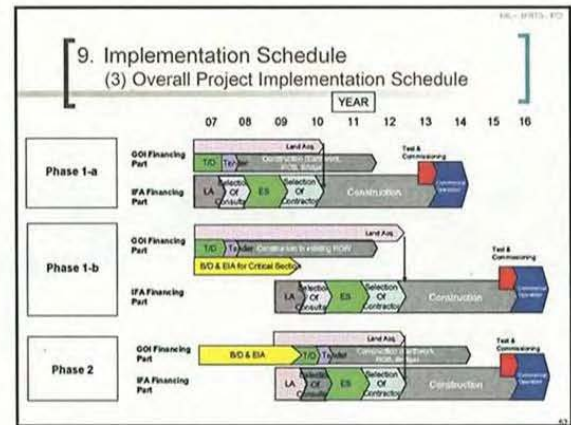 9. Implementation Schedule
(3) Overall Project Implementation Schedule
YEAR
07 08 09 10 11 12 13 14 15 16
Phase 1-a
GOI Financing Part
Land Acq.
T/D
Tender
IFA Financing Part
LA
Selection Of
ES
Selection Of Contractor
Construction
Test & Commissioning
Commercial Operation
Phase 1-b
GOI Financing Part
Land Acq.
T/D
Tender
Construction in existing ROW
B/D & EIA for Critical Section
IFA Financing Part
LA
Selection Of
ES
Selection Of Contractor
Construction
Test & Commissioning
Commercial Operation
Phase 2
GOI Financing Part
Land Acq.
B/D & EIA
T/D
Tender
IFA Financing Part
LA
Selection Of
ES
Selection Of Contractor
Construction
Test & Commissioning
Commercial Operation